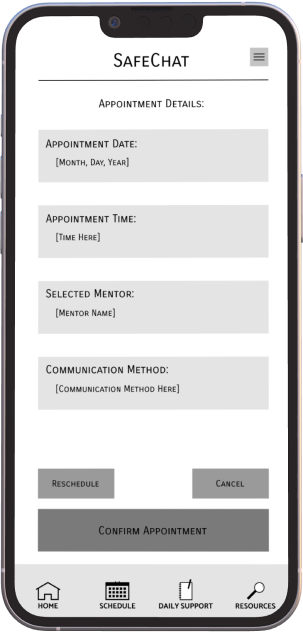 SafeChat
Appointment Details:
Appointment Date:
[Month, Day, Year]
Appointment Time:
[Time Here]
Selected Mentor:
[Mentor Name]
Communication Method:
[Communication Method Here]
Reschedule Cancel
Confirm Appointment
HOME SCHEDULE DAILY SUPPORT RESOURCES